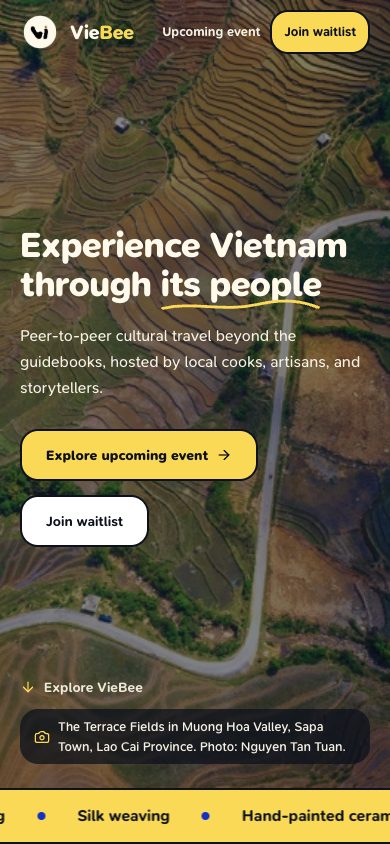 VieBee
Upcoming event
Join waitlist
Experience Vietnam
through its people
Peer-to-peer cultural travel beyond the
guidebooks, hosted by local cooks, artisans, and
storytellers.
Explore upcoming event →
Join waitlist
↓ Explore VieBee
The Terrace Fields in Muong Hoa Valley, Sapa
Town, Lao Cai Province. Photo: Nguyen Tan Tuan.
g • Silk weaving • Hand-painted ceram